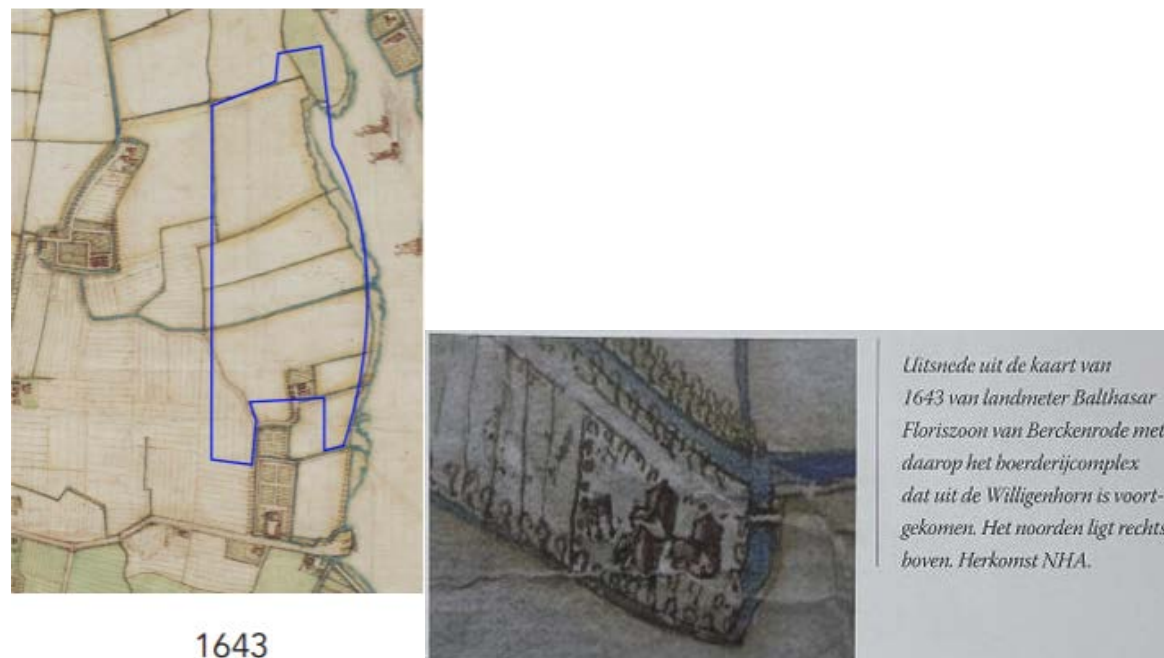 1643
Uitsnede uit de kaart van
1643 van landmeter Balthasar
Floriszoon van Berckenrode met
daarop het boerderijcomplex
dat uit de Willigenhorn is voort-
gekomen. Het noorden ligt rechts
boven. Herkomst NHA.